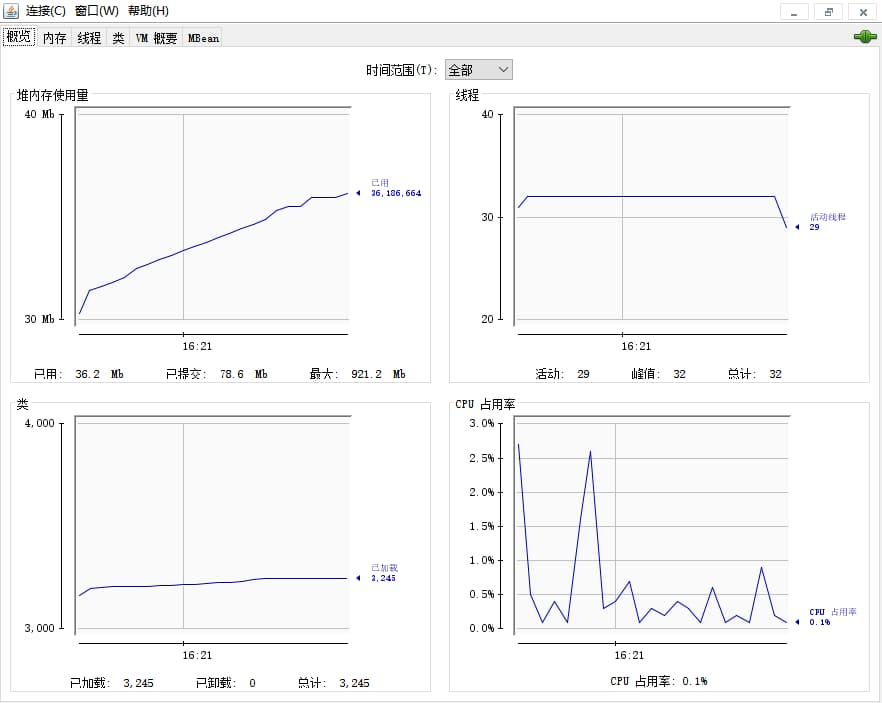 连接(C) 窗口(W) 帮助(H)
概览 内存 线程 类 VM 概要 MBean
时间范围(T): 全部
堆内存使用量
40 Mb
已用
36,186,664
30 Mb
16:21
已用: 36.2 Mb 已提交: 78.6 Mb 最大: 921.2 Mb
线程
40
30
活动线程
29
20
16:21
活动: 29 峰值: 32 总计: 32
类
4,000
已加载
3,245
3,000
16:21
已加载: 3,245 已卸载: 0 总计: 3,245
CPU 占用率
3.0%
2.5%
2.0%
1.5%
1.0%
0.5%
CPU 占用率
0.1%
0.0%
16:21
CPU 占用率: 0.1%